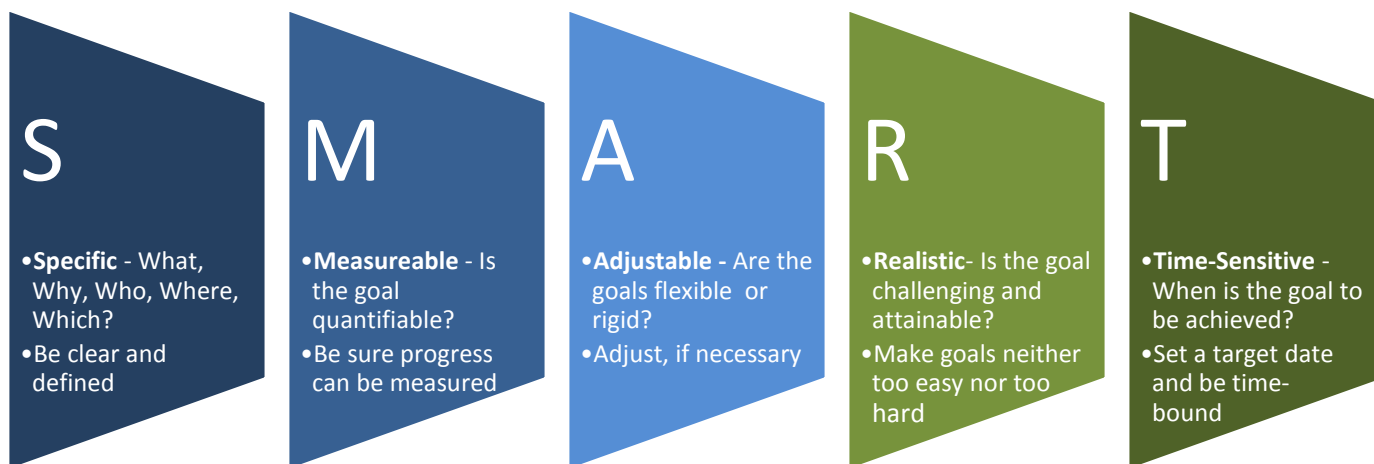 S
•Specific - What,
Why, Who, Where,
Which?
•Be clear and
defined
M
•Measureable - Is
the goal
quantifiable?
•Be sure progress
can be measured
A
•Adjustable - Are the
goals flexible or
rigid?
•Adjust, if necessary
R
•Realistic- Is the goal
challenging and
attainable?
•Make goals neither
too easy nor too
hard
T
•Time-Sensitive -
When is the goal to
be achieved?
•Set a target date
and be time-
bound